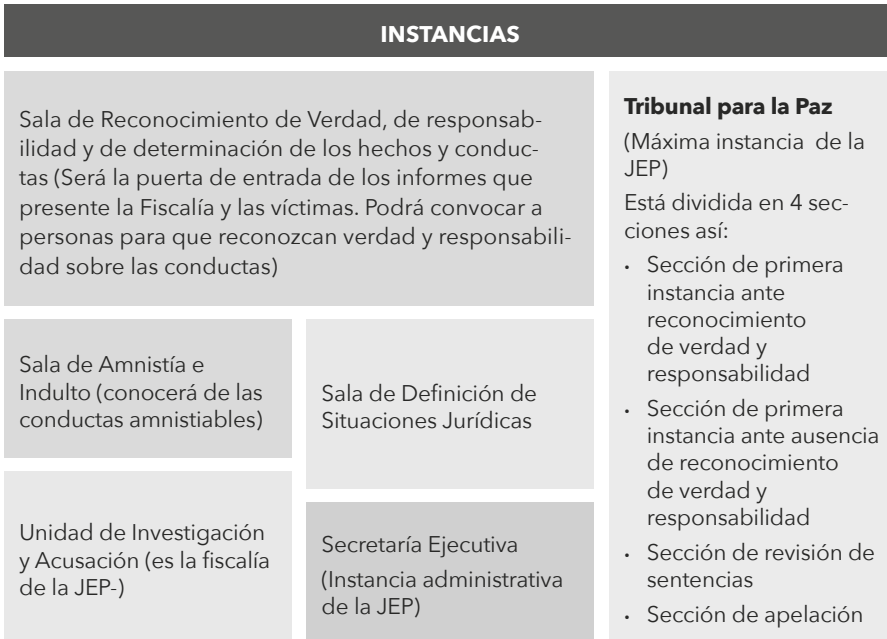 INSTANCIAS
Sala de Reconocimiento de Verdad, de responsab-
ilidad y de determinación de los hechos y conduc-
tas (Será la puerta de entrada de los informes que
presente la Fiscalía y las víctimas. Podrá convocar a
personas para que reconozcan verdad y responsabili-
dad sobre las conductas)
Sala de Amnistía e
Indulto (conocerá de las
conductas amnistiables)
Sala de Definición de
Situaciones Jurídicas
Unidad de Investigación
y Acusación (es la fiscalía
de la JEP-)
Secretaría Ejecutiva
(Instancia administrativa
de la JEP)
Tribunal para la Paz
(Máxima instancia de la
JEP)
Está dividida en 4 sec-
ciones así:
• Sección de primera
instancia ante
reconocimiento
de verdad y
responsabilidad
• Sección de primera
instancia ante ausencia
de reconocimiento
de verdad y
responsabilidad
• Sección de revisión de
sentencias
• Sección de apelación